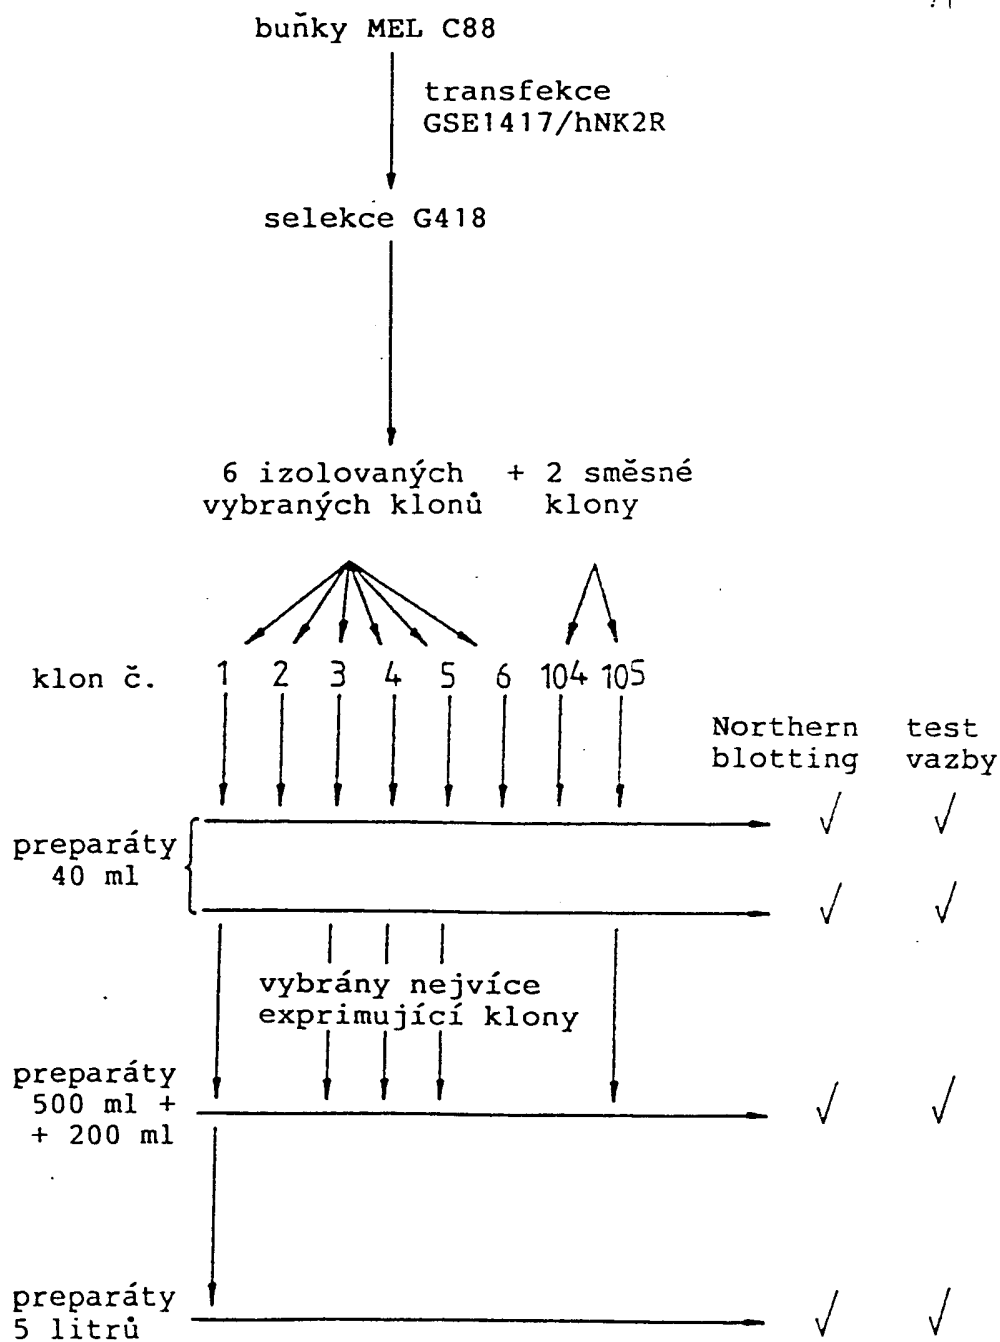 buňky MEL C88
transfekce
GSE1417/hNK2R
selekce G418
6 izolovaných + 2 směsné
vybraných klonů klony
klon č. 1 2 3 4 5 6 104 105
Northern test
blotting vazby
√ √
preparáty
40 ml
√ √
vybrány nejvíce
exprimující klony
preparáty
500 ml +
+ 200 ml
√ √
preparáty
5 litrů
√ √